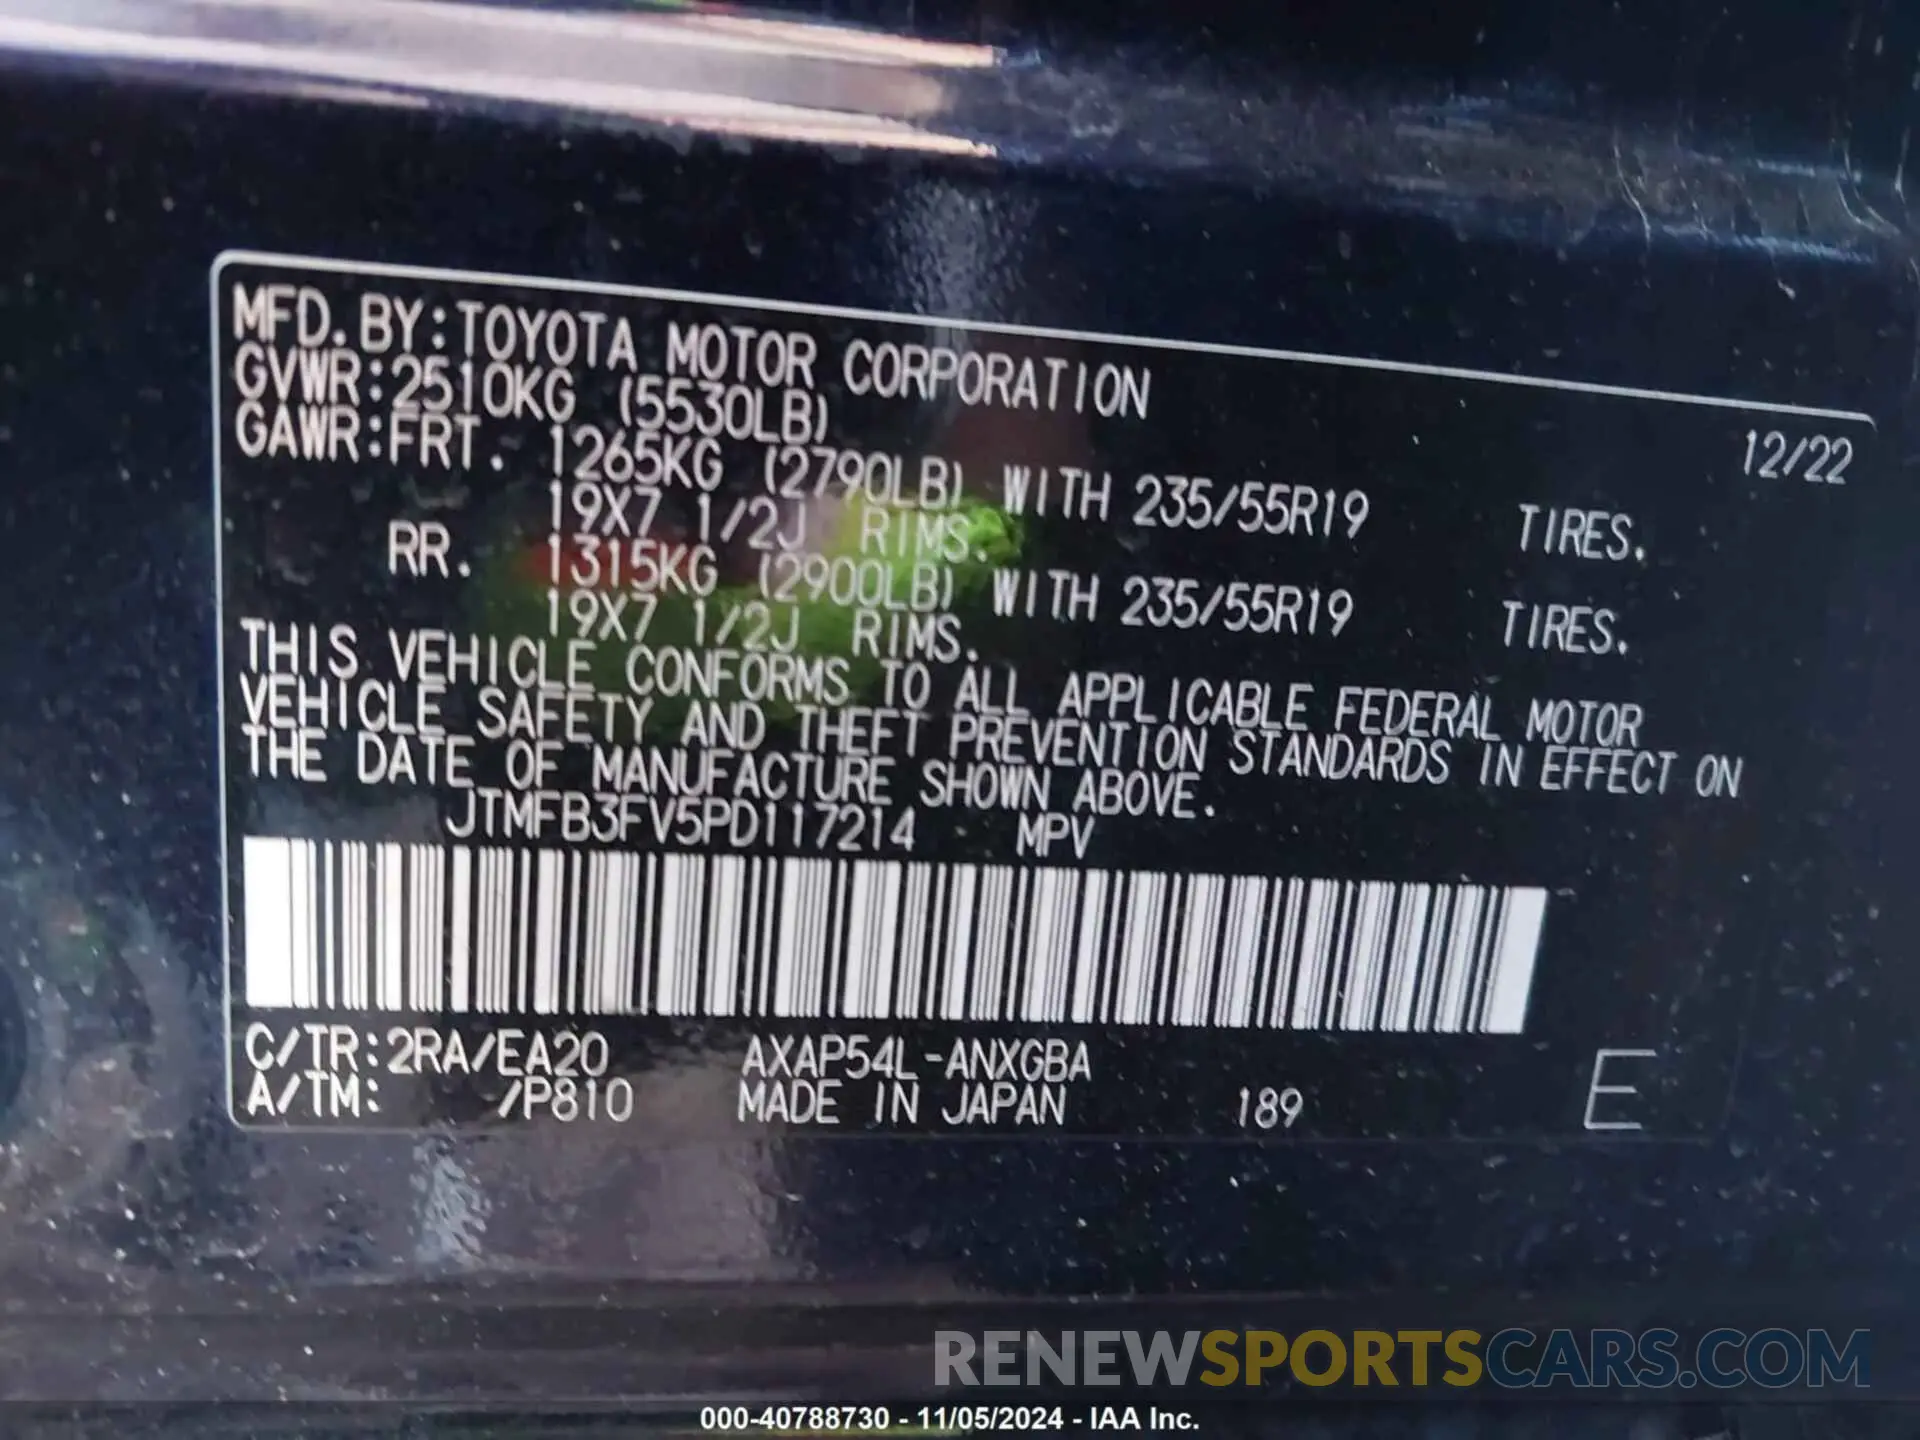 MFD. BY: TOYOTA MOTOR CORPORATION 12/22
GVWR: 2510KG (5530LB)
GAWR: FRT. 1265KG (2790LB) WITH 235/55R19 TIRES.
19X7 1/2J RIMS.
RR. 1315KG (2900LB) WITH 235/55R19 TIRES.
19X7 1/2J RIMS.
THIS VEHICLE CONFORMS TO ALL APPLICABLE FEDERAL MOTOR
VEHICLE SAFETY AND THEFT PREVENTION STANDARDS IN EFFECT ON
THE DATE OF MANUFACTURE SHOWN ABOVE.
JTMFB3FV5PD117214 MPV
C/TR: 2RA/EA20 AXAP54L-ANXGBA
A/TM: /P810 MADE IN JAPAN 189 E
RENEWSPORTSCARS.COM
000-40788730 - 11/05/2024 - IAA Inc.